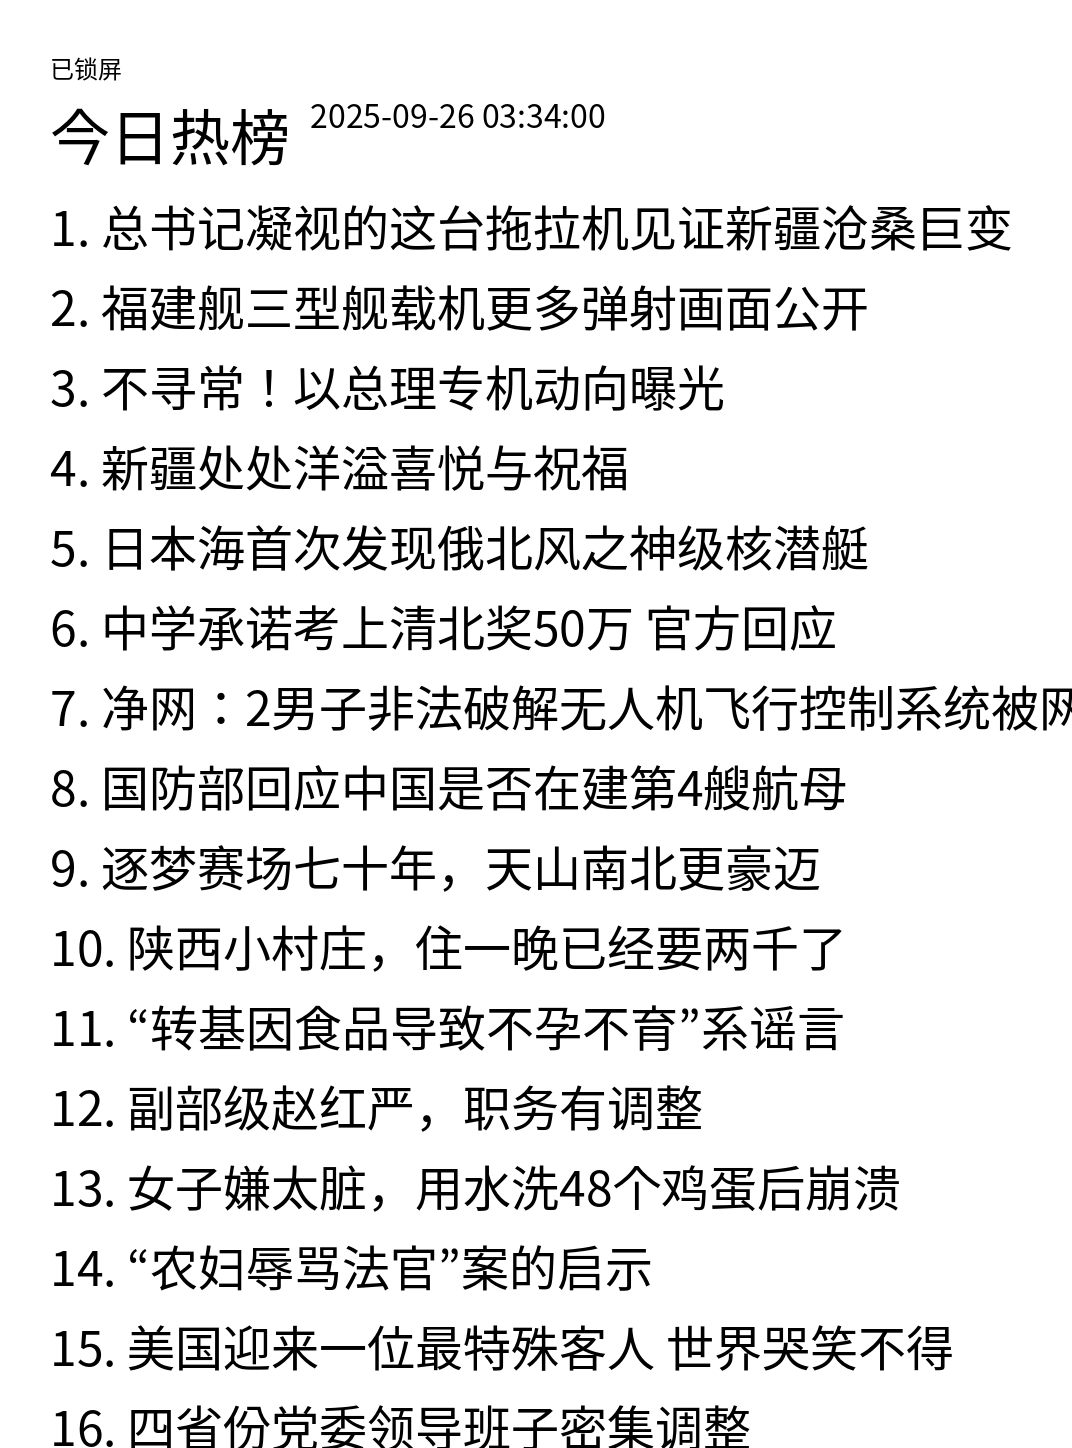 已锁屏
今日热榜 2025-09-26 03:34:00
1. 总书记凝视的这台拖拉机见证新疆沧桑巨变
2. 福建舰三型舰载机更多弹射画面公开
3. 不寻常！以总理专机动向曝光
4. 新疆处处洋溢喜悦与祝福
5. 日本海首次发现俄北风之神级核潜艇
6. 中学承诺考上清北奖50万 官方回应
7. 净网：2男子非法破解无人机飞行控制系统被网
8. 国防部回应中国是否在建第4艘航母
9. 逐梦赛场七十年，天山南北更豪迈
10. 陕西小村庄，住一晚已经要两千了
11. “转基因食品导致不孕不育”系谣言
12. 副部级赵红严，职务有调整
13. 女子嫌太脏，用水洗48个鸡蛋后崩溃
14. “农妇辱骂法官”案的启示
15. 美国迎来一位最特殊客人 世界哭笑不得
16. 四省份党委领导班子密集调整